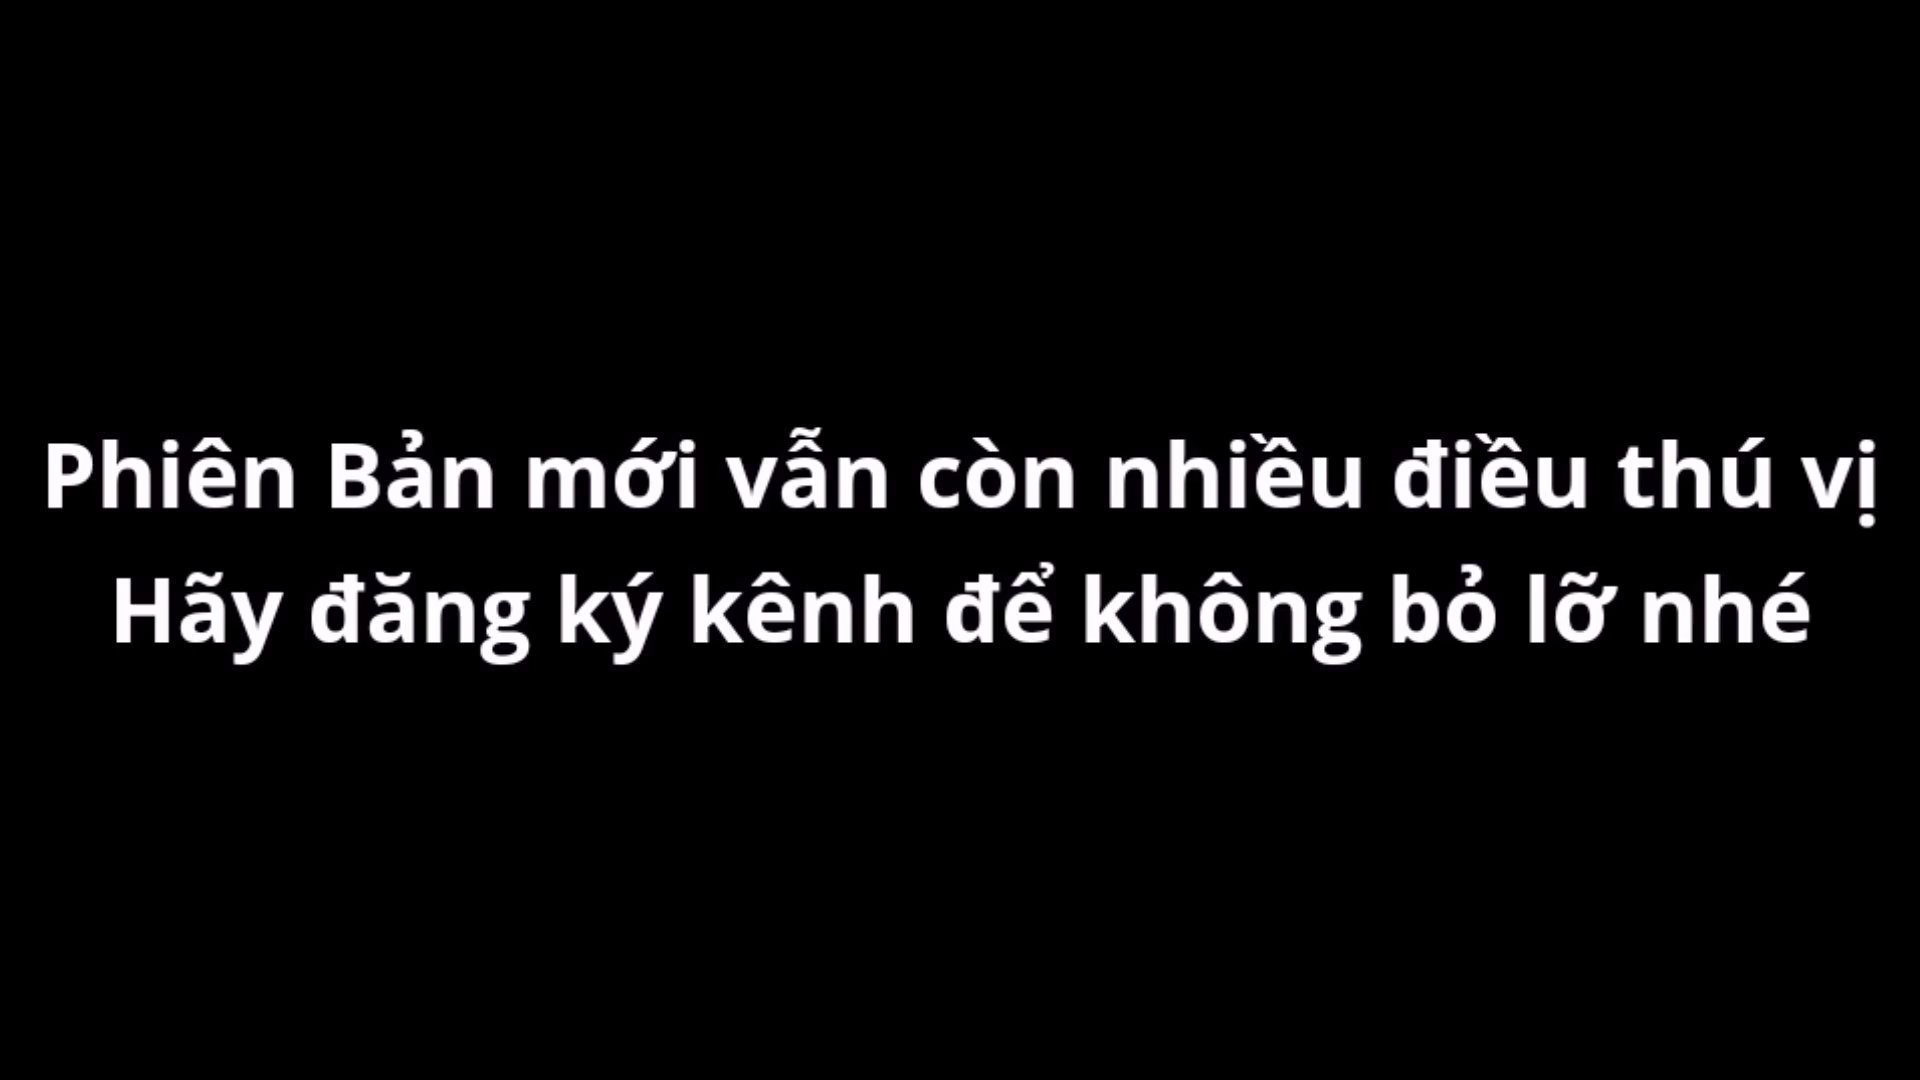 Phiên Bản mới vẫn còn nhiều điều thú vị
Hãy đăng ký kênh để không bỏ lỡ nhé